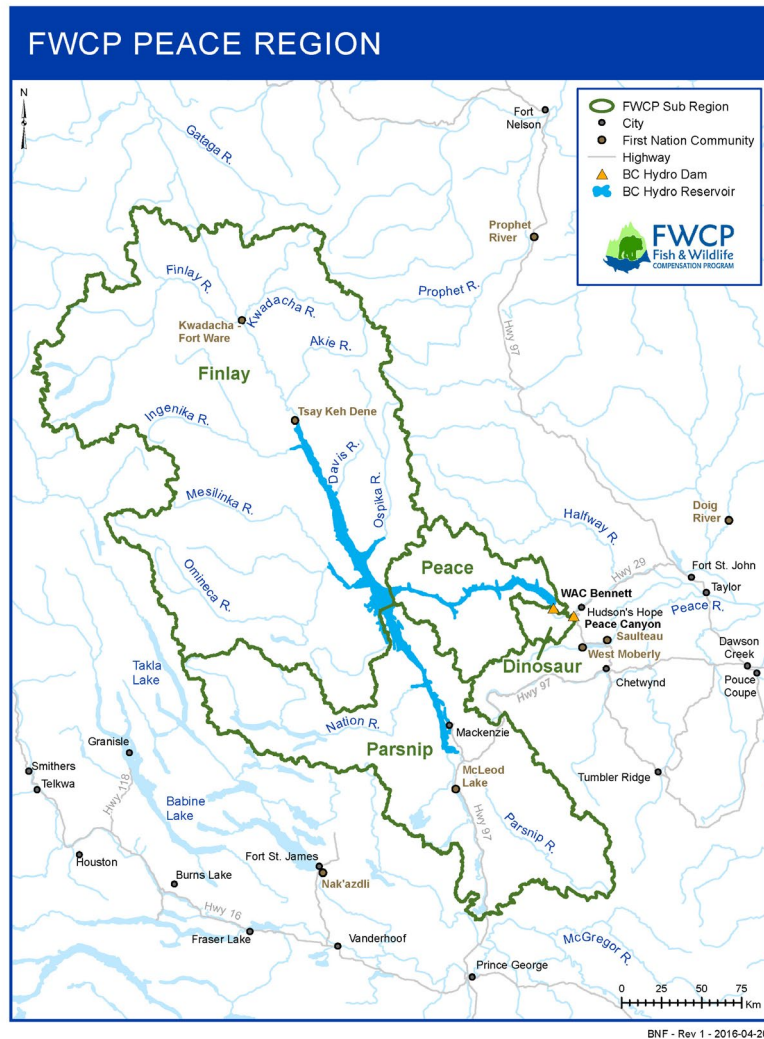 FWCP PEACE REGION
N
Fort
Nelson
FWCP Sub Region
City
First Nation Community
Highway
BC Hydro Dam
BC Hydro Reservoir
FWCP
Fish & Wildlife
COMPENSATION PROGRAM
Gataga R.
Prophet
River
Finlay R.
Kwadacha R.
Prophet R.
Kwadacha -
Fort Ware
Akie R.
Hwy 97
Finlay
Ingenika R.
Tsay Keh Dene
Davis R.
Ospika R.
Mesilinka R.
Doig
River
Halfway R.
Omineca R.
Peace
Hwy 29
Fort St. John
Taylor
WAC Bennett
Hudson's Hope
Peace R.
Peace Canyon
Saulteau
West Moberly
Dinosaur
Dawson
Creek
Pouce
Coupe
Chetwynd
Hwy 97
Takla
Lake
Nation R.
Mackenzie
Parsnip
Granisle
Smithers
Telkwa
McLeod
Lake
Tumbler Ridge
Hwy 118
Babine
Lake
Hwy 97
Parsnip R.
Houston
Burns Lake
Fort St. James
Nak'azdli
Hwy 16
Fraser Lake
Vanderhoof
McGregor R.
Prince George
0 25 50 75
Km
BNF - Rev 1 - 2016-04-20